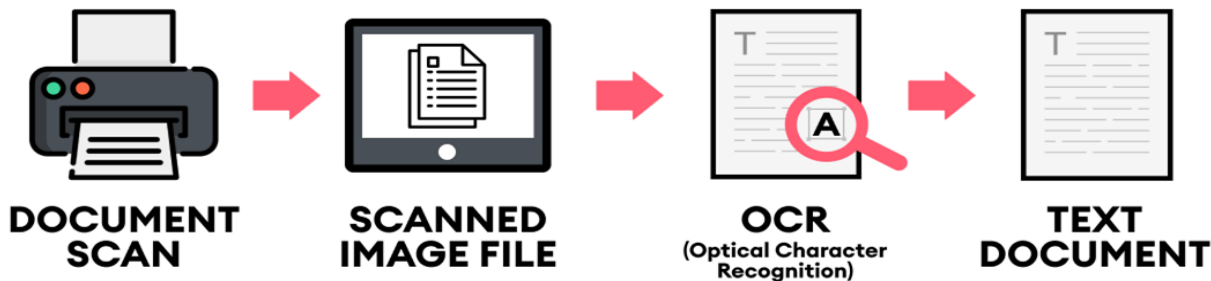 T
A
T
DOCUMENT
SCAN
SCANNED
IMAGE FILE
OCR
(Optical Character
Recognition)
TEXT
DOCUMENT